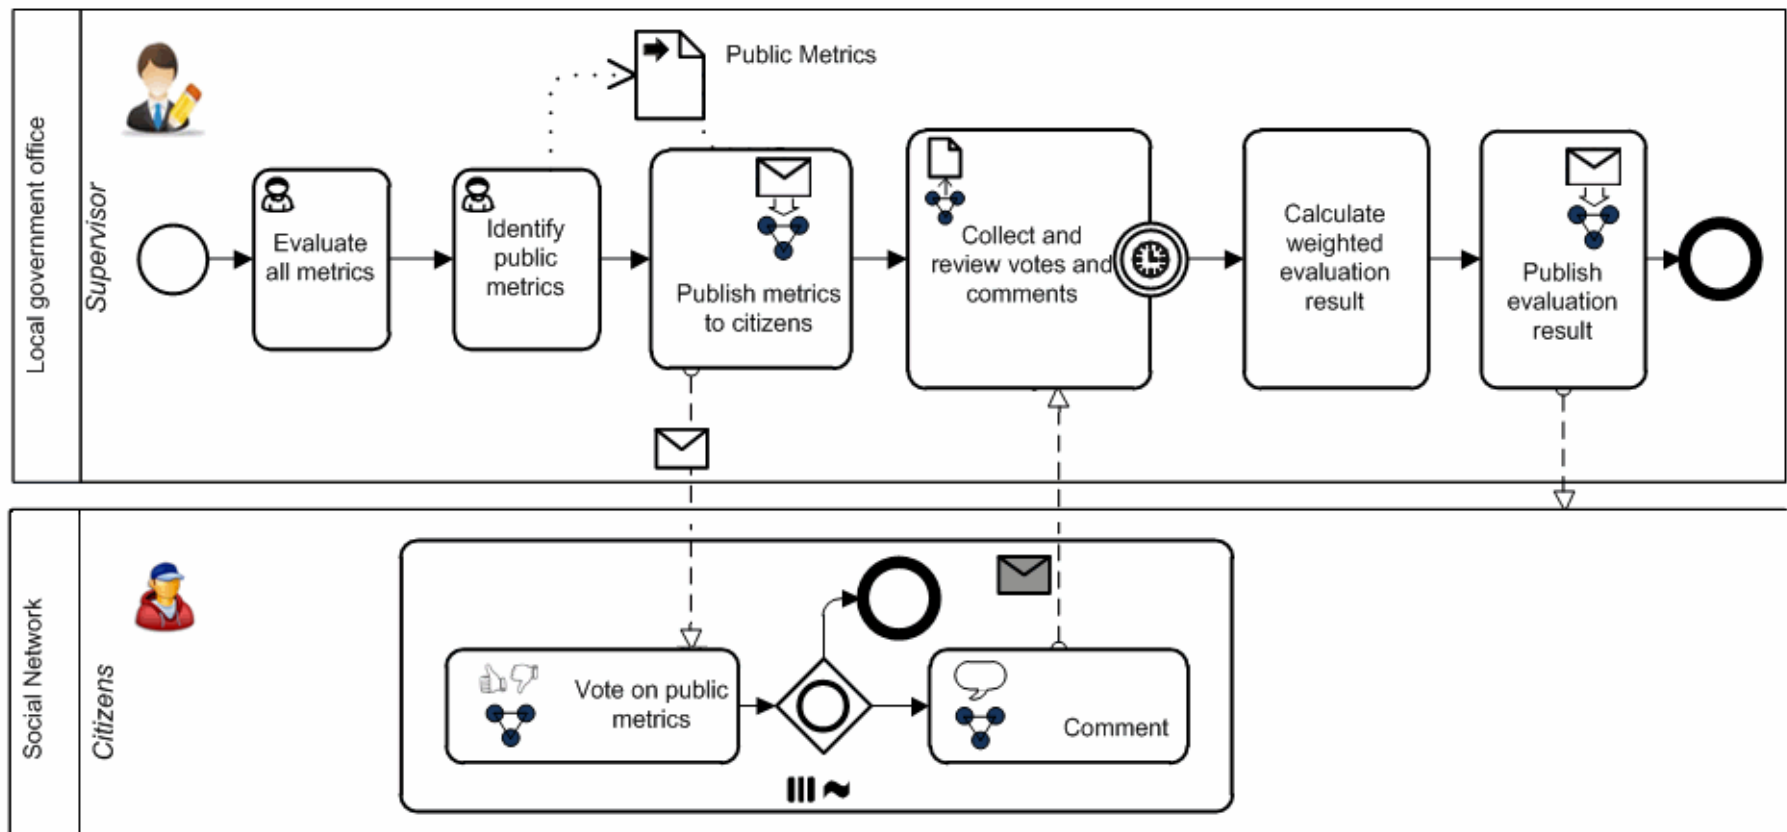 Local government office
Supervisor
Public Metrics
Evaluate
all metrics
Identify
public
metrics
Publish metrics
to citizens
Collect and
review votes and
comments
Calculate
weighted
evaluation
result
Publish
evaluation
result
Social Network
Citizens
Vote on public
metrics
Comment